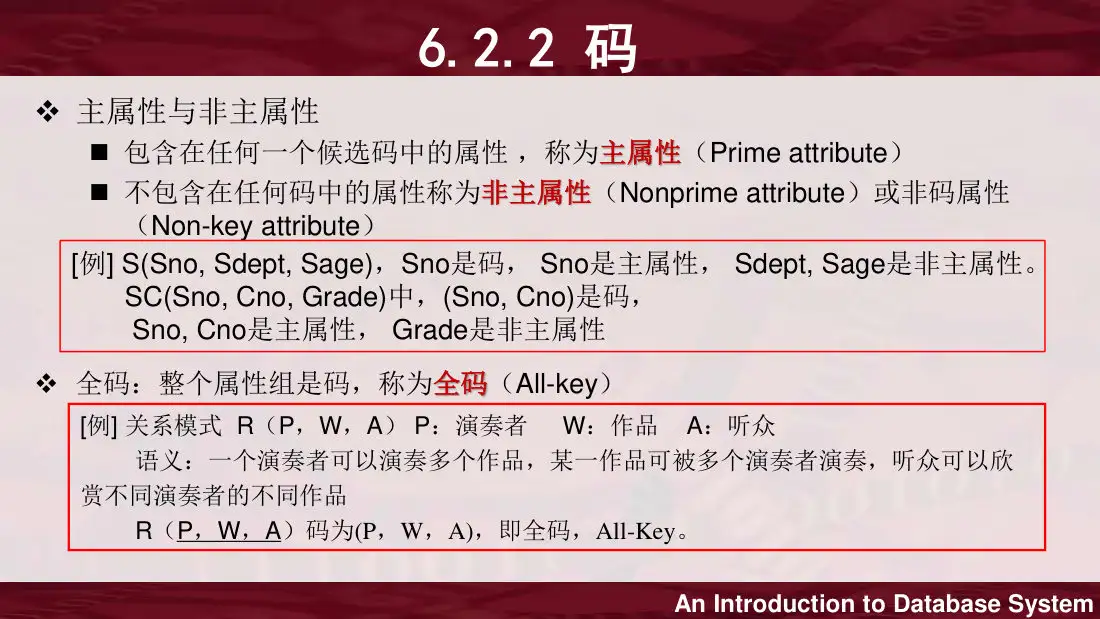 6.2.2 码
❖ 主属性与非主属性
■ 包含在任何一个候选码中的属性 ，称为主属性（Prime attribute）
■ 不包含在任何码中的属性称为非主属性（Nonprime attribute）或非码属性
（Non-key attribute）
[例] S(Sno, Sdept, Sage)，Sno是码， Sno是主属性， Sdept, Sage是非主属性。
SC(Sno, Cno, Grade)中，(Sno, Cno)是码，
Sno, Cno是主属性， Grade是非主属性
❖ 全码：整个属性组是码，称为全码（All-key）
[例] 关系模式 R（P，W，A） P：演奏者 W：作品 A：听众
语义：一个演奏者可以演奏多个作品，某一作品可被多个演奏者演奏，听众可以欣
赏不同演奏者的不同作品
R（P，W，A）码为(P，W，A)，即全码，All-Key。
An Introduction to Database System